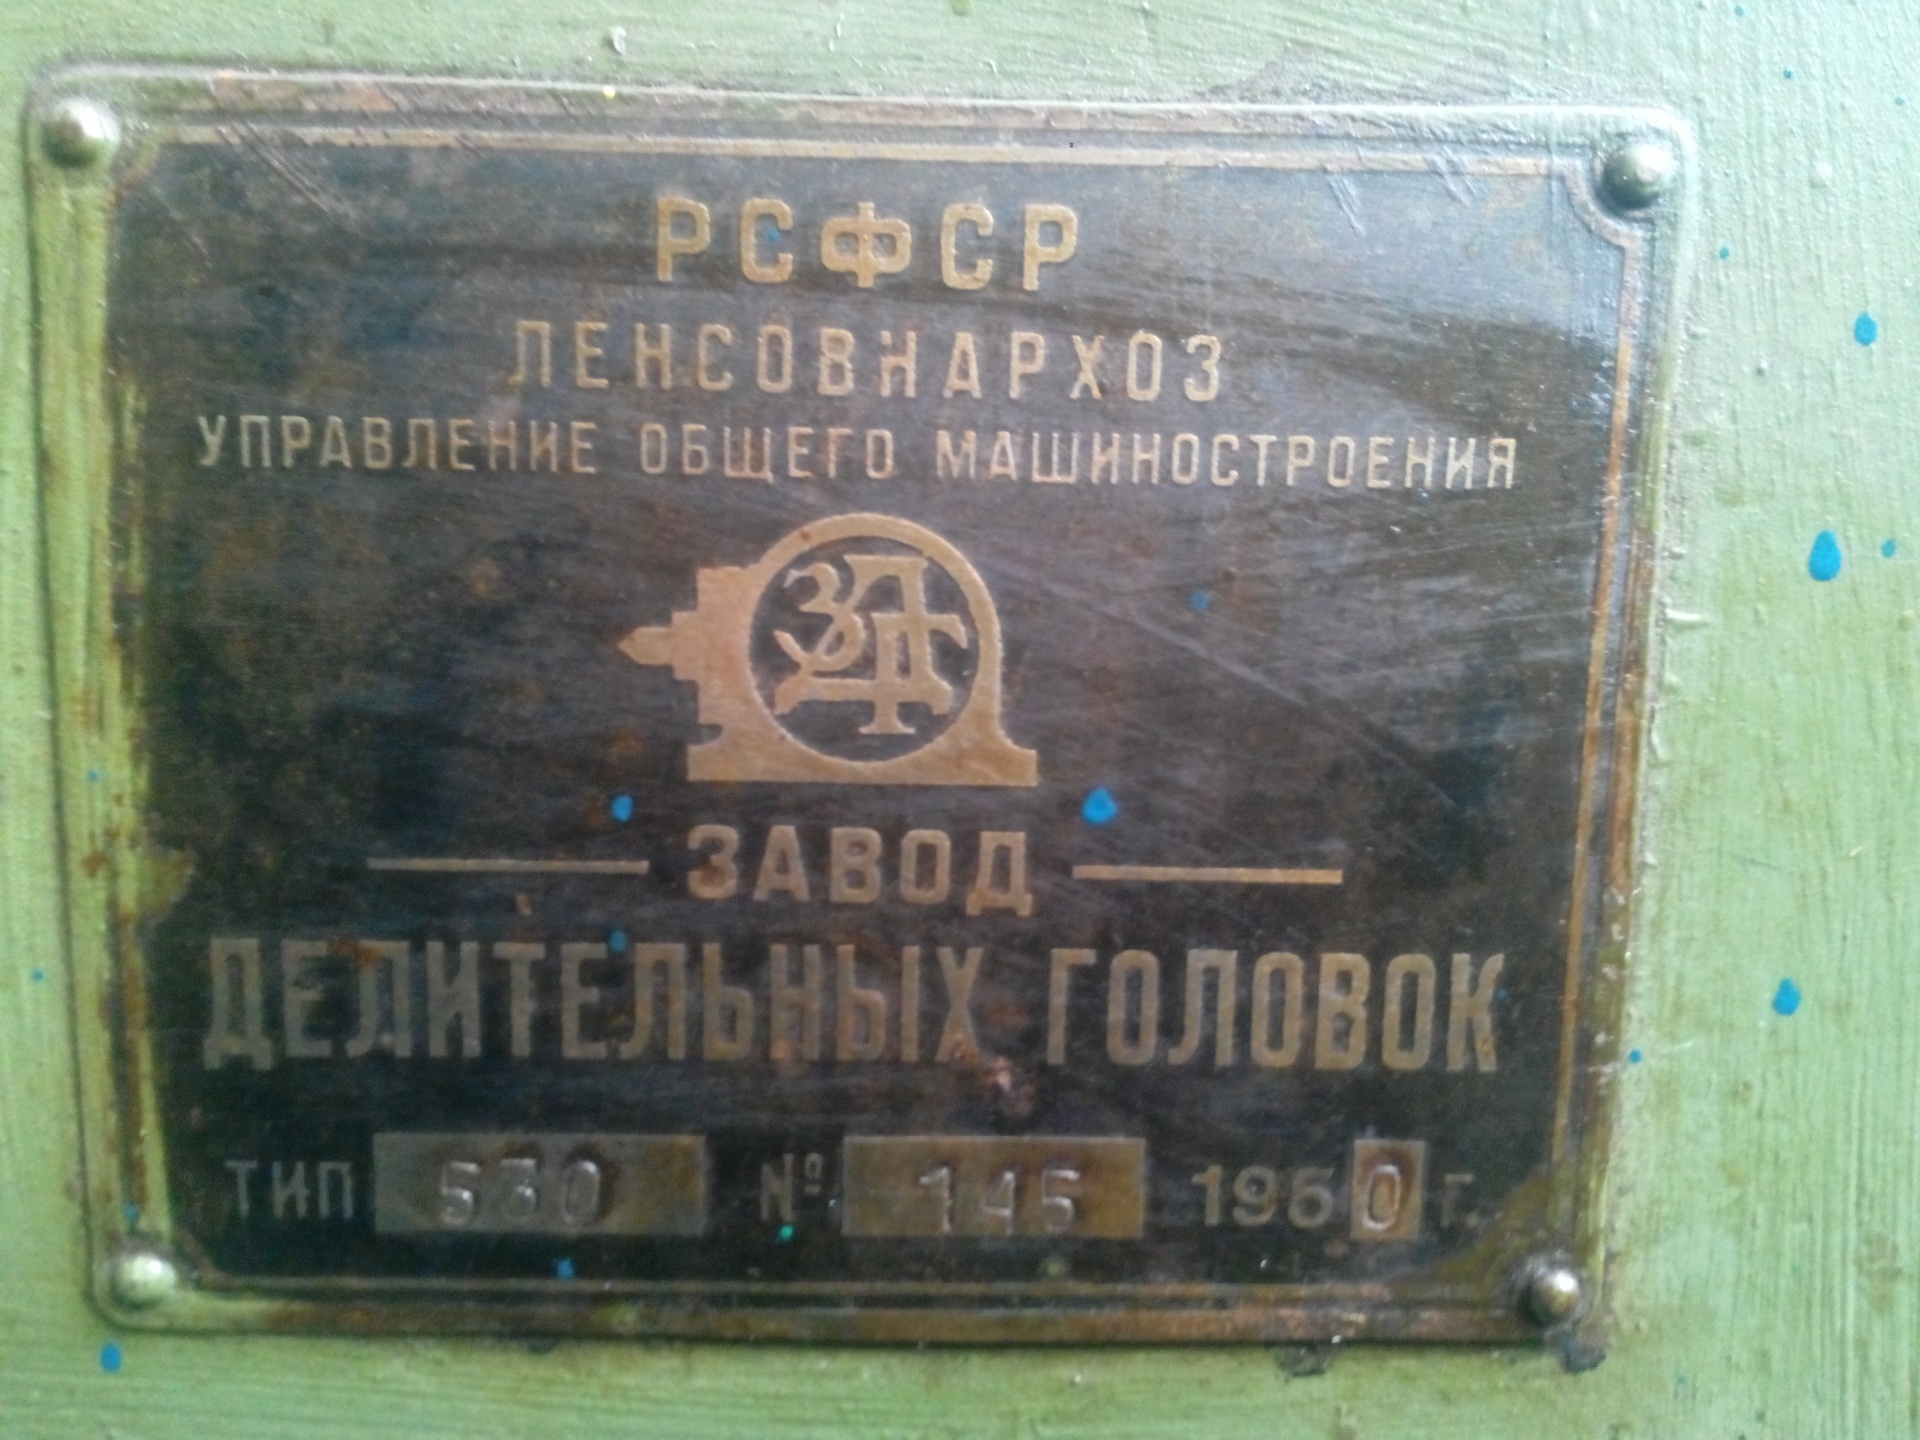 РСФСР
ЛЕНСОВНАРХОЗ
УПРАВЛЕНИЕ ОБЩЕГО МАШИНОСТРОЕНИЯ
ЗДГ
ЗАВОД
ДЕЛИТЕЛЬНЫХ ГОЛОВОК
ТИП 530 № 145 1960 г.